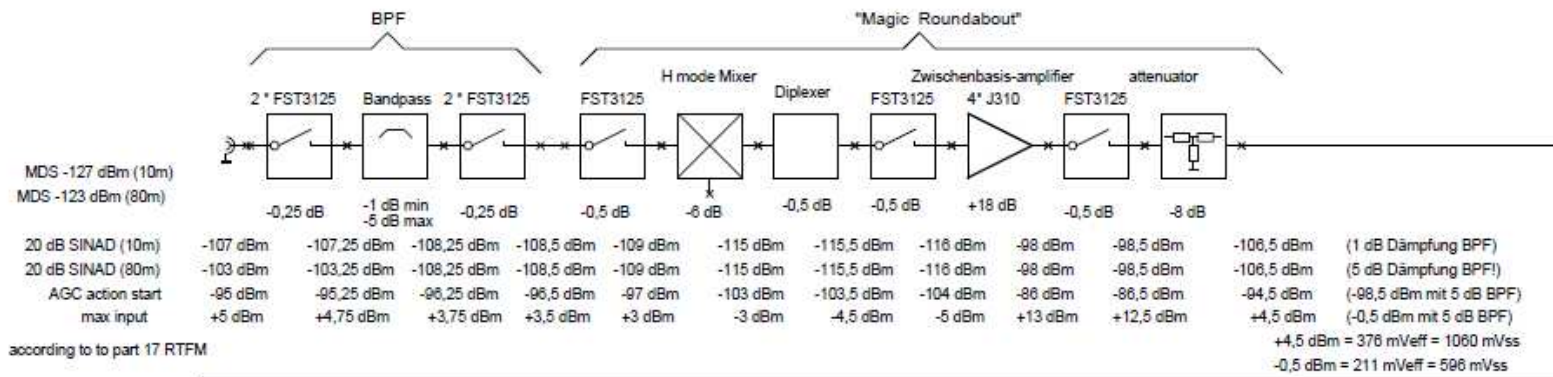 BPF "Magic Roundabout"
H mode Mixer Zwischenbasis-amplifier attenuator
Diplexer
2 * FST3125 Bandpass 2 * FST3125 FST3125 FST3125 4* J310 FST3125
MDS -127 dBm (10m)
MDS -123 dBm (80m)
-0,25 dB -1 dB min -0,25 dB -0,5 dB -6 dB -0,5 dB -0,5 dB +18 dB -0,5 dB -8 dB
-5 dB max
20 dB SINAD (10m) -107 dBm -107,25 dBm -108,25 dBm -108,5 dBm -109 dBm -115 dBm -115,5 dBm -116 dBm -98 dBm -98,5 dBm -106,5 dBm (1 dB Dämpfung BPF)
20 dB SINAD (80m) -103 dBm -103,25 dBm -108,25 dBm -108,5 dBm -109 dBm -115 dBm -115,5 dBm -116 dBm -98 dBm -98,5 dBm -106,5 dBm (5 dB Dämpfung BPF!)
AGC action start -95 dBm -95,25 dBm -96,25 dBm -96,5 dBm -97 dBm -103 dBm -103,5 dBm -104 dBm -86 dBm -86,5 dBm -94,5 dBm (-98,5 dBm mit 5 dB BPF)
max input +5 dBm +4,75 dBm +3,75 dBm +3,5 dBm +3 dBm -3 dBm -4,5 dBm -5 dBm +13 dBm +12,5 dBm +4,5 dBm (-0,5 dBm mit 5 dB BPF)
+4,5 dBm = 376 mVeff = 1060 mVss
according to to part 17 RTFM
-0,5 dBm = 211 mVeff = 596 mVss